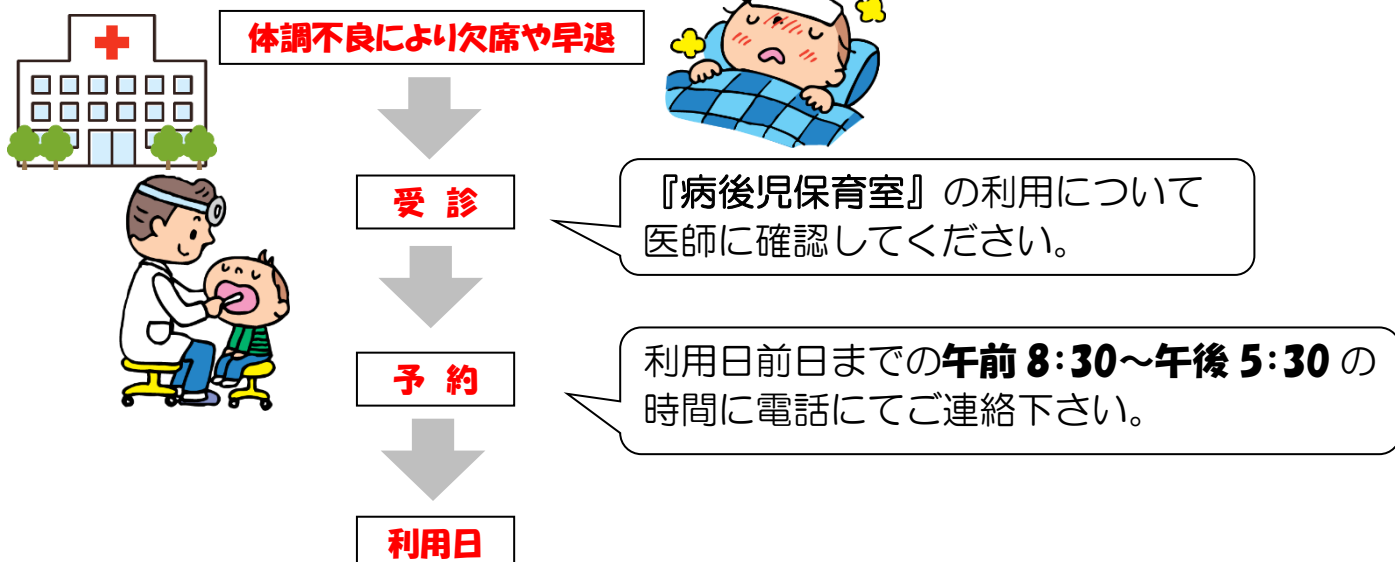 体調不良により欠席や早退
受 診
『病後児保育室』の利用について
医師に確認してください。
予 約
利用日前日までの午前 8:30~午後 5:30 の
時間に電話にてご連絡下さい。
利用日